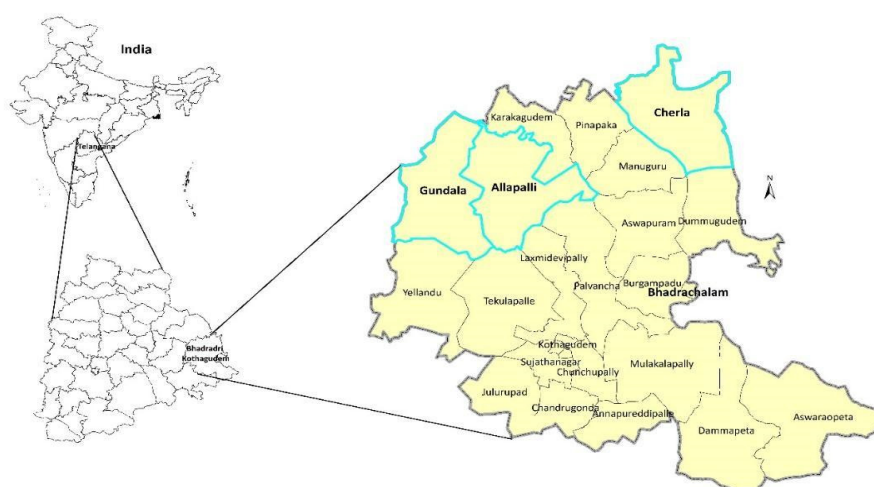 India
Telangana
Bhadradri
Kothagudem
Cherla
Karakagudem
Pinapaka
Manuguru
N
Gundala
Allapalli
Aswapuram
Dummugudem
Laxmidevipally
Yellandu
Tekulapalle
Palvancha
Burgampadu
Bhadrachalam
Kothagudem
Sujathanagar
Chanchupally
Mulakalapally
Julurupad
Chandrugonda
Annapureddipalle
Dammapeta
Aswaraopeta